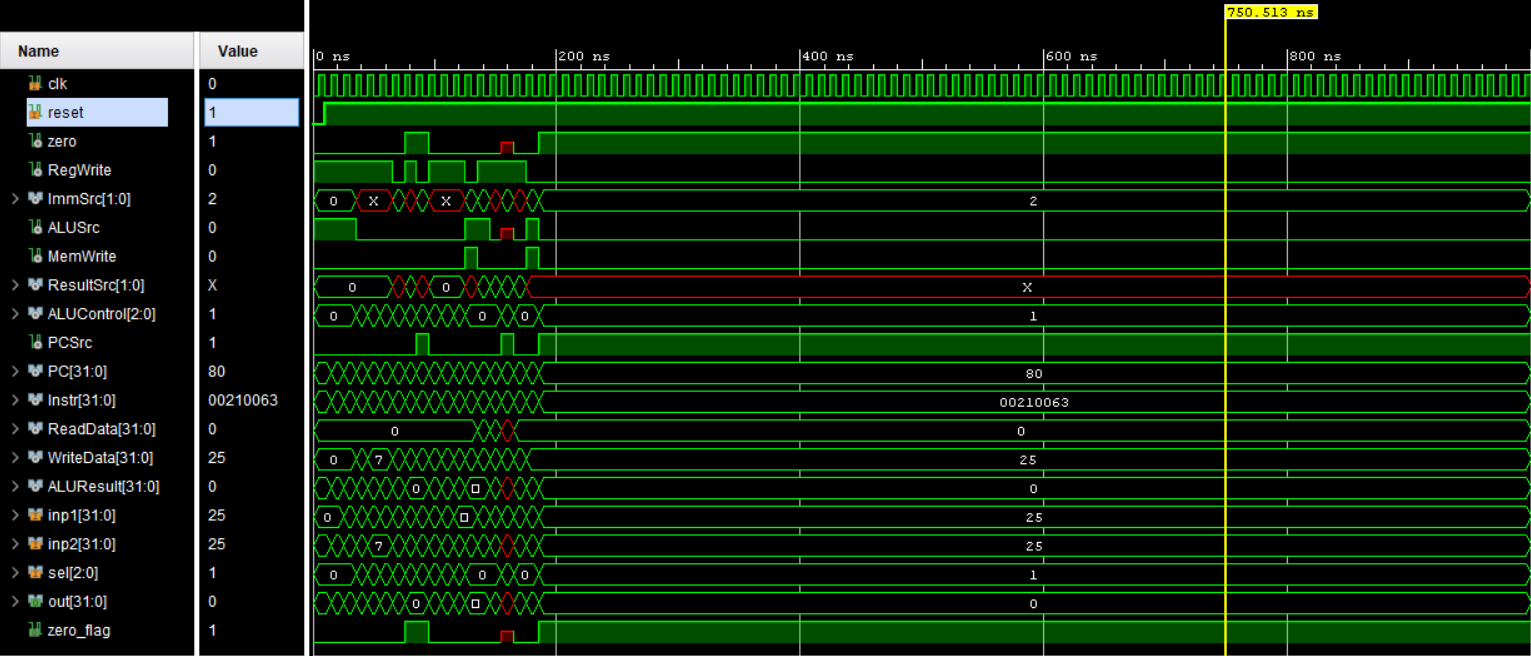 750.513 ns
Name Value
0 ns 200 ns 400 ns 600 ns 800 ns
clk 0
reset 1
zero 1
RegWrite 0
ImmSrc[1:0] 2 0 X X 2
ALUSrc 0
MemWrite 0
ResultSrc[1:0] X 0 0 X
ALUControl[2:0] 1 0 0 0 1
PCSrc 1
PC[31:0] 80 80
Instr[31:0] 00210063 00210063
ReadData[31:0] 0 0 0
WriteData[31:0] 25 0 7 25
ALUResult[31:0] 0 0 0
inp1[31:0] 25 0 25
inp2[31:0] 25 7 25
sel[2:0] 1 0 0 0 1
out[31:0] 0 0 0
zero_flag 1